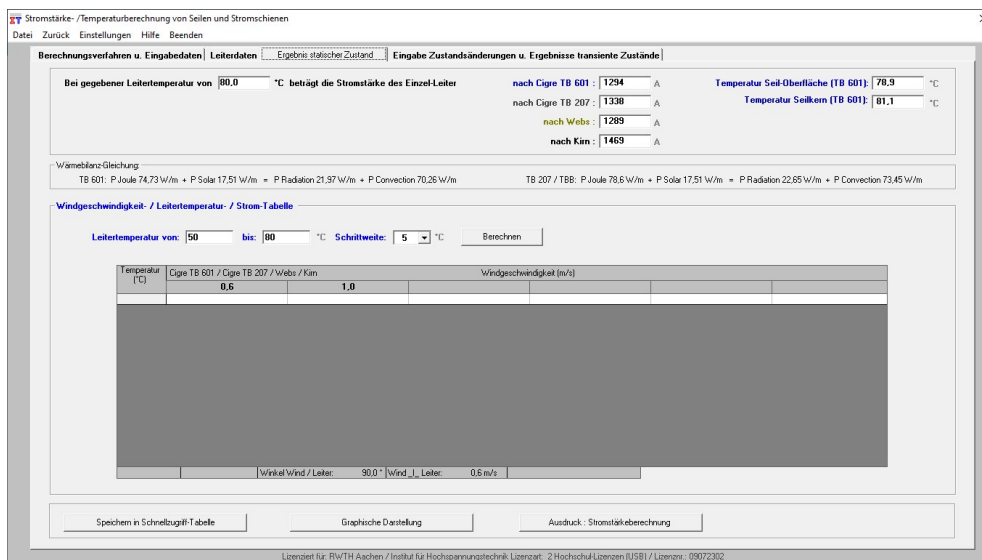 Stromstärke- /Temperaturberechnung von Seilen und Stromschienen
Datei Zurück Einstellungen Hilfe Beenden
Berechnungsverfahren u. Eingabedaten Leiterdaten Ergebnis statischer Zustand Eingabe Zustandsänderungen u. Ergebnisse transiente Zustände
Bei gegebener Leitertemperatur von 80,0 °C beträgt die Stromstärke des Einzel-Leiter
nach Cigre TB 601 : 1294 A
nach Cigre TB 207 : 1338 A
nach Webs : 1289 A
nach Kirn : 1469 A
Temperatur Seil-Oberfläche (TB 601): 78,9 °C
Temperatur Seilkern (TB 601): 81,1 °C
Wärmebilanz-Gleichung:
TB 601: P Joule 74,73 W/m + P Solar 17,51 W/m = P Radiation 21,97 W/m + P Convection 70,26 W/m
TB 207 / TBB: P Joule 78,6 W/m + P Solar 17,51 W/m = P Radiation 22,65 W/m + P Convection 73,45 W/m
Windgeschwindigkeit- / Leitertemperatur- / Strom-Tabelle
Leitertemperatur von: 50 bis: 80 °C Schrittweite: 5 °C Berechnen
Temperatur (°C) Cigre TB 601 / Cigre TB 207 / Webs / Kirn Windgeschwindigkeit (m/s)
0,6 1,0
Winkel Wind / Leiter: 90,0 ° Wind _|_ Leiter: 0,6 m/s
Speichern in Schnellzugriff-Tabelle Graphische Darstellung Ausdruck : Stromstärkeberechnung
Lizenziert für: RWTH Aachen / Institut für Hochspannungstechnik Lizenzart: 2 Hochschul-Lizenzen (USB) / Lizenznr.: 09072302